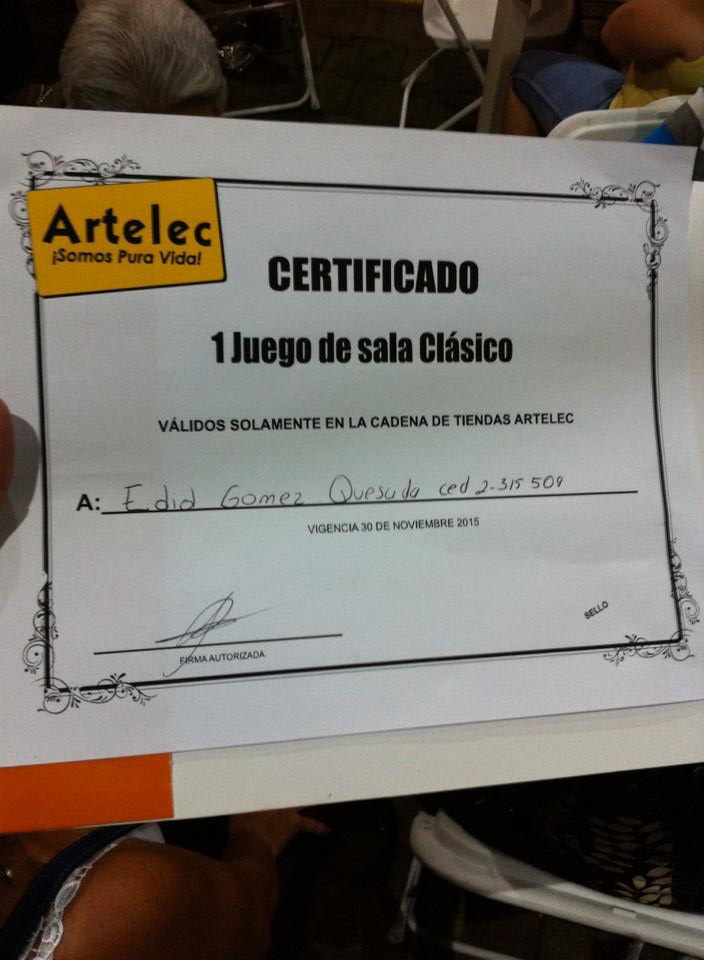 Artelec
¡Somos Pura Vida!
CERTIFICADO
1 Juego de sala Clásico
VÁLIDOS SOLAMENTE EN LA CADENA DE TIENDAS ARTELEC
A: Edid Gomez Quesada ced 2-315 509
VIGENCIA 30 DE NOVIEMBRE 2015
SELLO
FIRMA AUTORIZADA